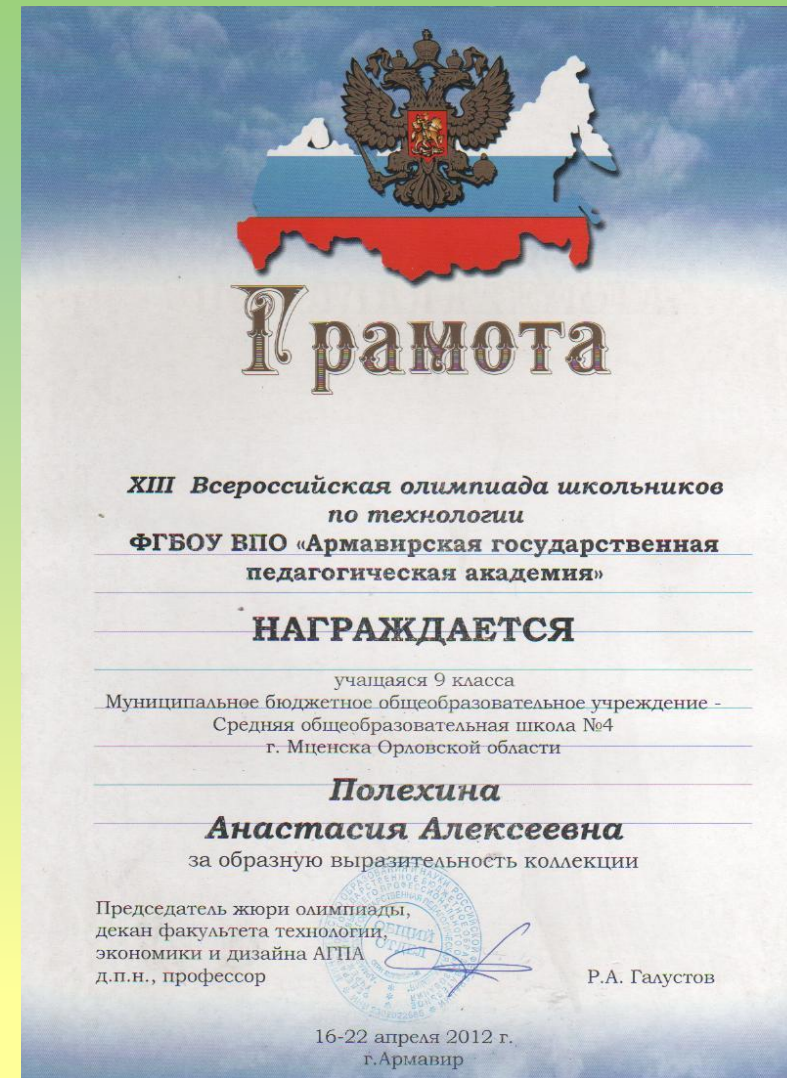 Грамота
XIII Всероссийская олимпиада школьников
по технологии
ФГБОУ ВПО «Армавирская государственная
педагогическая академия»
НАГРАЖДАЕТСЯ
учащаяся 9 класса
Муниципальное бюджетное общеобразовательное учреждение -
Средняя общеобразовательная школа №4
г. Мценска Орловской области
Полехина
Анастасия Алексеевна
за образную выразительность коллекции
Председатель жюри олимпиады,
декан факультета технологии,
экономики и дизайна АГПА
д.п.н., профессор
Р.А. Галустов
ОБЩИЙ
ОТДЕЛ
16-22 апреля 2012 г.
г.Армавир